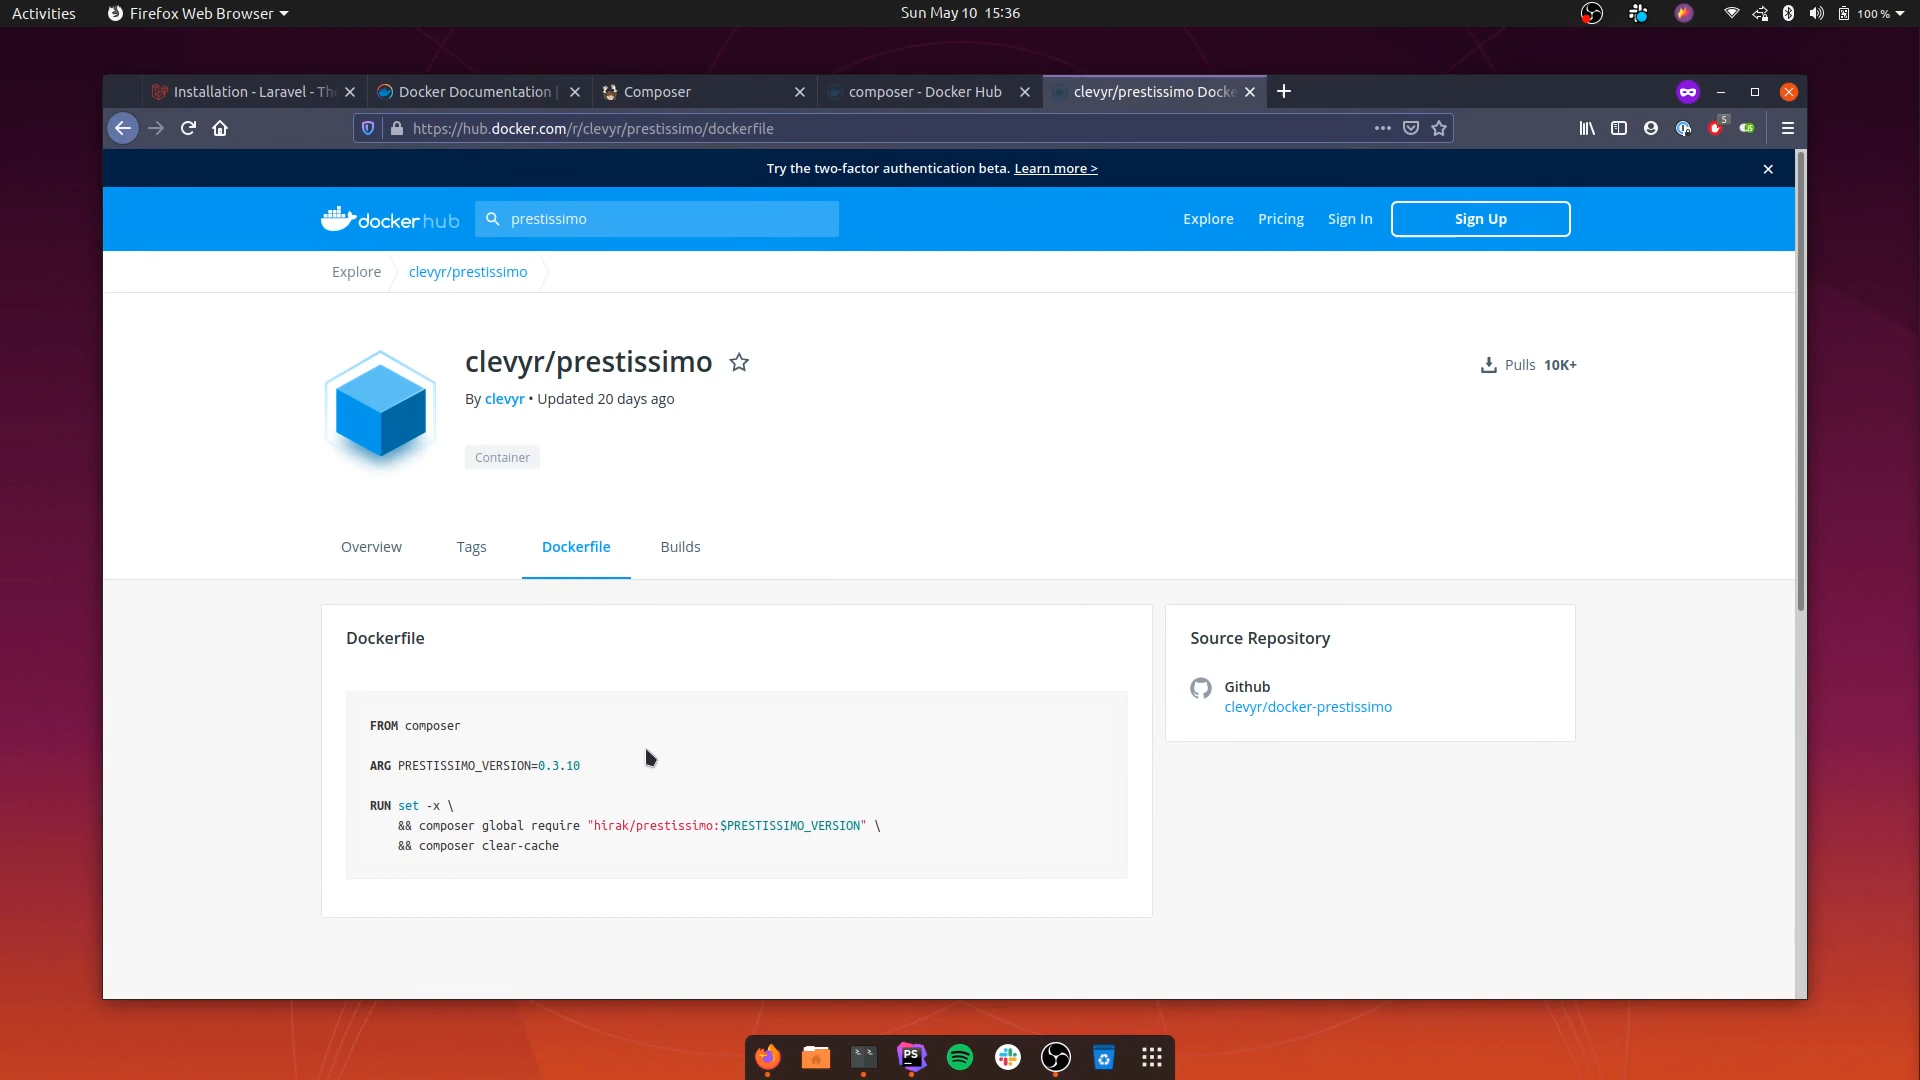 Activities
Firefox Web Browser
Sun May 10 15:36
100 %
Installation - Laravel - Th
Docker Documentation |
Composer
composer - Docker Hub
clevyr/prestissimo Docke
https://hub.docker.com/r/clevyr/prestissimo/dockerfile
5
Try the two-factor authentication beta. Learn more >
docker hub
prestissimo
Explore
Pricing
Sign In
Sign Up
Explore
clevyr/prestissimo
clevyr/prestissimo
Pulls 10K+
By clevyr • Updated 20 days ago
Container
Overview
Tags
Dockerfile
Builds
Dockerfile
FROM composer
ARG PRESTISSIMO_VERSION=0.3.10
RUN set -x \
&& composer global require "hirak/prestissimo:$PRESTISSIMO_VERSION" \
&& composer clear-cache
Source Repository
Github
clevyr/docker-prestissimo
PS